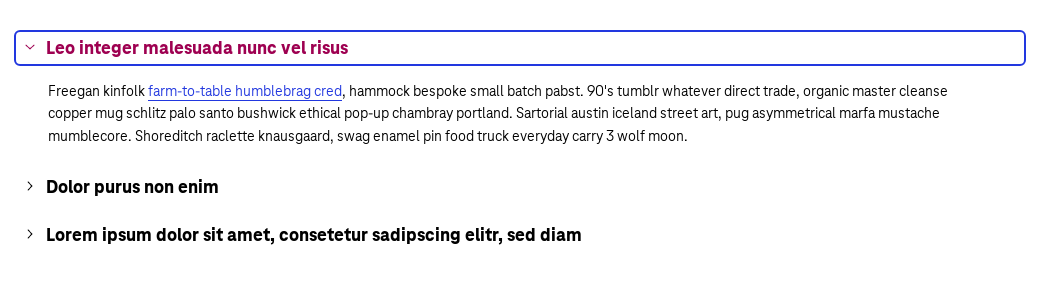 Leo integer malesuada nunc vel risus
Freegan kinfolk farm-to-table humblebrag cred, hammock bespoke small batch pabst. 90's tumblr whatever direct trade, organic master cleanse
copper mug schlitz palo santo bushwick ethical pop-up chambray portland. Sartorial austin iceland street art, pug asymmetrical marfa mustache
mumblecore. Shoreditch raclette knausgaard, swag enamel pin food truck everyday carry 3 wolf moon.
Dolor purus non enim
Lorem ipsum dolor sit amet, consetetur sadipscing elitr, sed diam